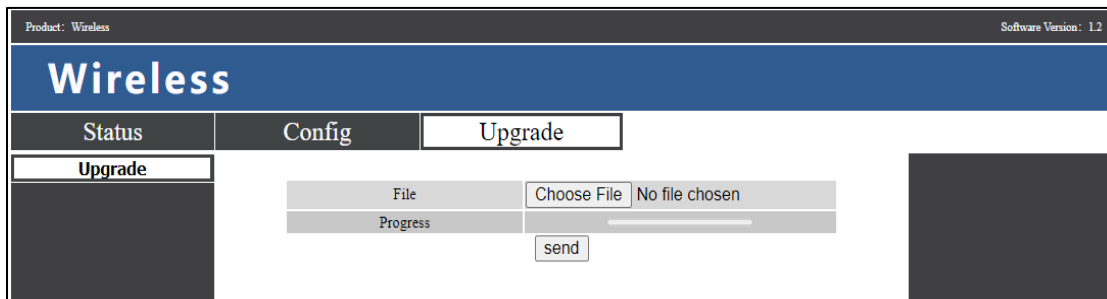 Product: Wireless Software Version: 1.2
Wireless
Status Config Upgrade
Upgrade
File Choose File No file chosen
Progress
send